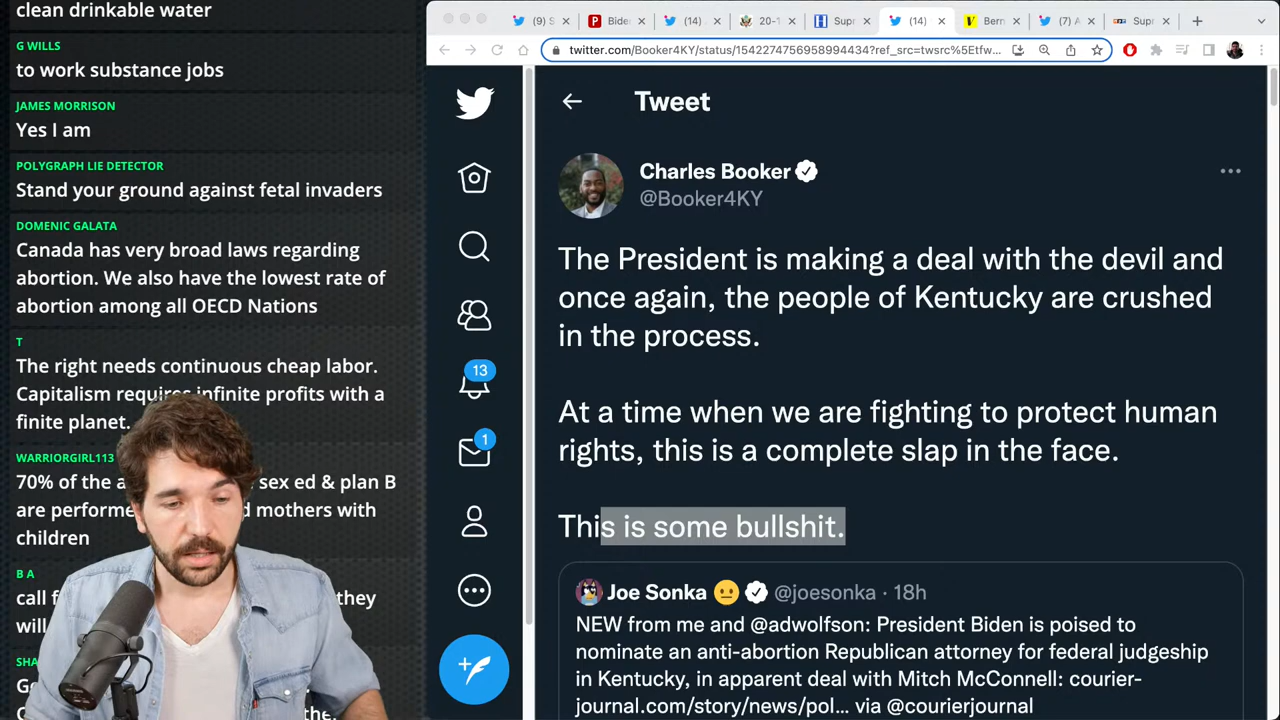 clean drinkable water
G WILLS
to work substance jobs
JAMES MORRISON
Yes I am
POLYGRAPH LIE DETECTOR
Stand your ground against fetal invaders
DOMENIC GALATA
Canada has very broad laws regarding
abortion. We also have the lowest rate of
abortion among all OECD Nations
T
The right needs continuous cheap labor.
Capitalism requires infinite profits with a
finite planet.
WARRIORGIRL113
70% of the sex ed & plan B
are performe d mothers with
children
B A
call they
will
(9) S
Biden
(14)
20-1
Supr
(14)
Bern
(7)
Supr
twitter.com/Booker4KY/status/1542274756958994434?ref_src=twsrc%5Etfw...
Tweet
Charles Booker
@Booker4KY
The President is making a deal with the devil and
once again, the people of Kentucky are crushed
in the process.
At a time when we are fighting to protect human
rights, this is a complete slap in the face.
This is some bullshit.
13
1
Joe Sonka 😐 @joesonka · 18h
NEW from me and @adwolfson: President Biden is poised to
nominate an anti-abortion Republican attorney for federal judgeship
in Kentucky, in apparent deal with Mitch McConnell: courier-
journal.com/story/news/pol... via @courierjournal